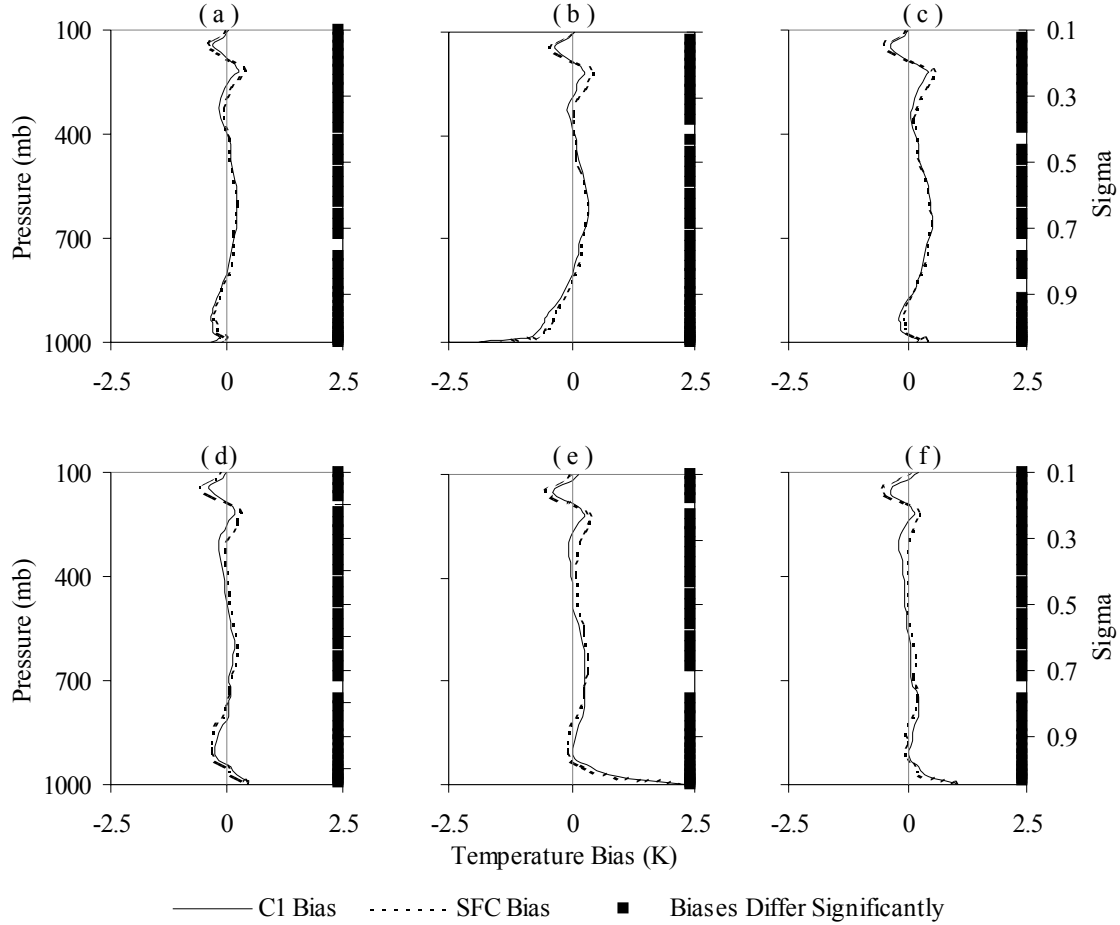 ( a )
( b )
( c )
100
400
700
1000
Pressure (mb)
0.1
0.3
0.5
0.7
0.9
Sigma
-2.5
0
2.5
-2.5
0
2.5
-2.5
0
2.5
( d )
( e )
( f )
100
400
700
1000
Pressure (mb)
0.1
0.3
0.5
0.7
0.9
Sigma
-2.5
0
2.5
-2.5
0
2.5
-2.5
0
2.5
Temperature Bias (K)
C1 Bias
SFC Bias
Biases Differ Significantly